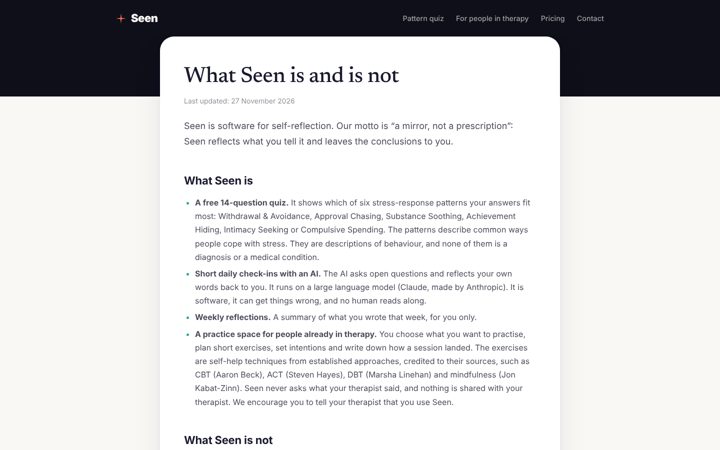 Seen
Pattern quiz
For people in therapy
Pricing
Contact
What Seen is and is not
Last updated: 27 November 2026
Seen is software for self-reflection. Our motto is “a mirror, not a prescription”:
Seen reflects what you tell it and leaves the conclusions to you.
What Seen is
A free 14-question quiz. It shows which of six stress-response patterns your answers fit
most: Withdrawal & Avoidance, Approval Chasing, Substance Soothing, Achievement
Hiding, Intimacy Seeking or Compulsive Spending. The patterns describe common ways
people cope with stress. They are descriptions of behaviour, and none of them is a
diagnosis or a medical condition.
Short daily check-ins with an AI. The AI asks open questions and reflects your own
words back to you. It runs on a large language model (Claude, made by Anthropic). It is
software, it can get things wrong, and no human reads along.
Weekly reflections. A summary of what you wrote that week, for you only.
A practice space for people already in therapy. You choose what you want to practise,
plan short exercises, set intentions and write down how a session landed. The exercises
are self-help techniques from established approaches, credited to their sources, such as
CBT (Aaron Beck), ACT (Steven Hayes), DBT (Marsha Linehan) and mindfulness (Jon
Kabat-Zinn). Seen never asks what your therapist said, and nothing is shared with your
therapist. We encourage you to tell your therapist that you use Seen.
What Seen is not